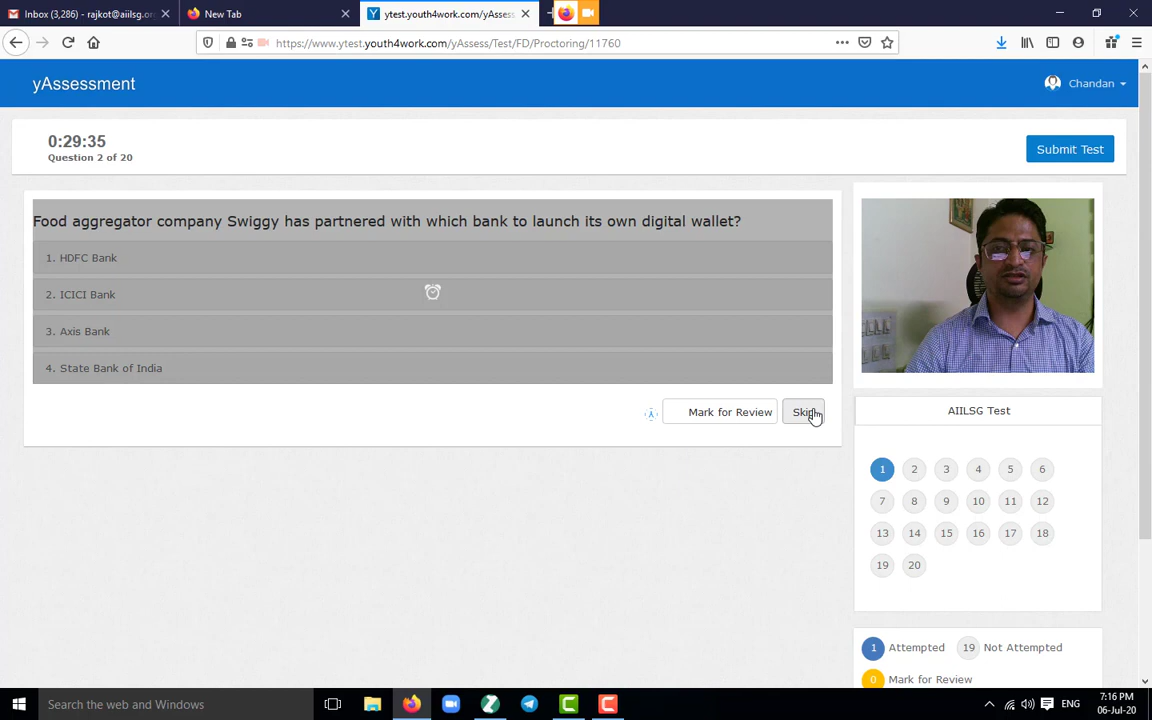 Inbox (3,286) - rajkot@aiilsg.or
New Tab
ytest.youth4work.com/yAssess
https://www.ytest.youth4work.com/yAssess/Test/FD/Proctoring/11760
yAssessment
Chandan
0:29:35
Question 2 of 20
Submit Test
Food aggregator company Swiggy has partnered with which bank to launch its own digital wallet?
1. HDFC Bank
2. ICICI Bank
3. Axis Bank
4. State Bank of India
Mark for Review
Skip
AIILSG Test
1 2 3 4 5 6
7 8 9 10 11 12
13 14 15 16 17 18
19 20
1 Attempted 19 Not Attempted
0 Mark for Review
Search the web and Windows
ENG
7:16 PM
06-Jul-20